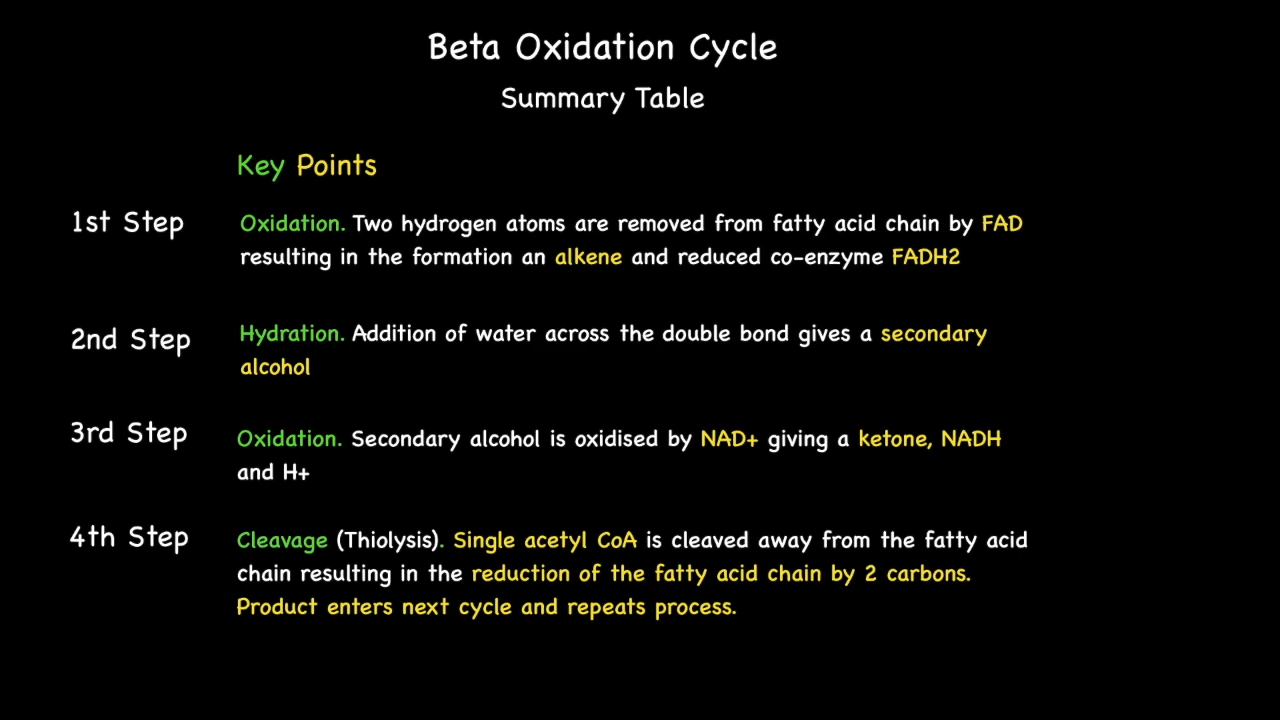 Beta Oxidation Cycle
Summary Table
Key Points
1st Step
Oxidation. Two hydrogen atoms are removed from fatty acid chain by FAD
resulting in the formation an alkene and reduced co-enzyme FADH2
2nd Step
Hydration. Addition of water across the double bond gives a secondary
alcohol
3rd Step
Oxidation. Secondary alcohol is oxidised by NAD+ giving a ketone, NADH
and H+
4th Step
Cleavage (Thiolysis). Single acetyl CoA is cleaved away from the fatty acid
chain resulting in the reduction of the fatty acid chain by 2 carbons.
Product enters next cycle and repeats process.